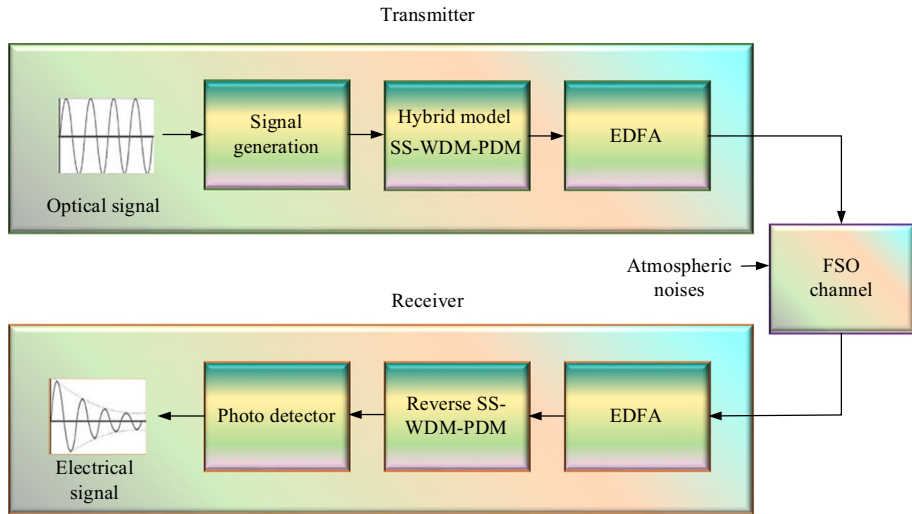 Transmitter
Optical signal
Signal
generation
Hybrid model
SS-WDM-PDM
EDFA
Atmospheric
noises
FSO
channel
Receiver
Electrical
signal
Photo detector
Reverse SS-
WDM-PDM
EDFA